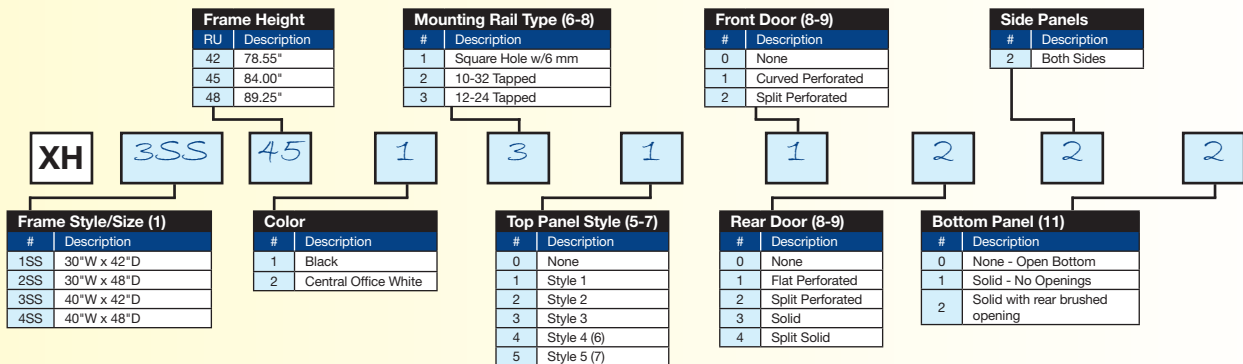 Frame Height
RU Description
42 78.55"
45 84.00"
48 89.25"
Mounting Rail Type (6-8)
# Description
1 Square Hole w/6 mm
2 10-32 Tapped
3 12-24 Tapped
Front Door (8-9)
# Description
0 None
1 Curved Perforated
2 Split Perforated
Side Panels
# Description
2 Both Sides
XH 3SS 45 1 3 1 1 2 2 2
Frame Style/Size (1)
# Description
1SS 30"W x 42"D
2SS 30"W x 48"D
3SS 40"W x 42"D
4SS 40"W x 48"D
Color
# Description
1 Black
2 Central Office White
Top Panel Style (5-7)
# Description
0 None
1 Style 1
2 Style 2
3 Style 3
4 Style 4 (6)
5 Style 5 (7)
Rear Door (8-9)
# Description
0 None
1 Flat Perforated
2 Split Perforated
3 Solid
4 Split Solid
Bottom Panel (11)
# Description
0 None - Open Bottom
1 Solid - No Openings
2 Solid with rear brushed
opening